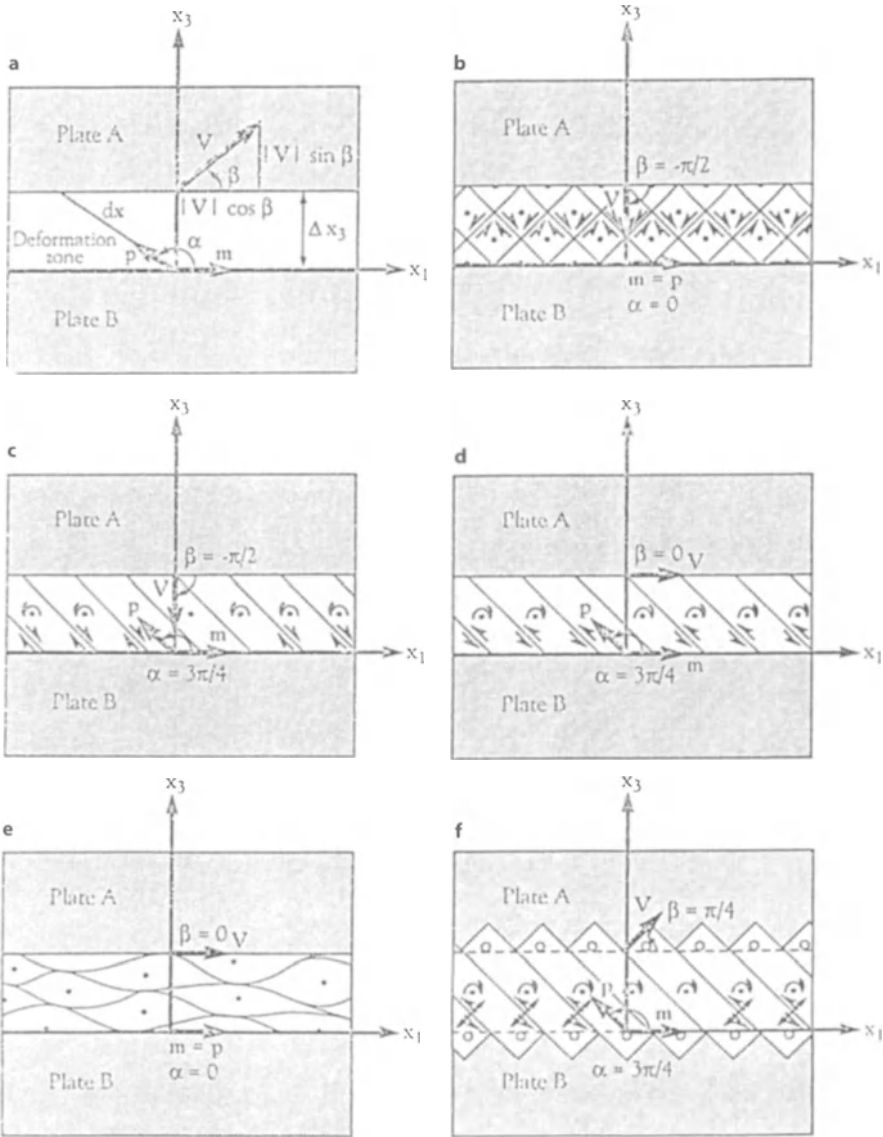 a
x₃
Plate A
V
|V| sin β
β
|V| cos β
dx
Deformation zone
p
α
m
Δ x₃
x₁
Plate B
b
x₃
Plate A
β = -π/2
V
m = p
α = 0
x₁
Plate B
c
x₃
Plate A
β = -π/2
V
p
m
x₁
α = 3π/4
Plate B
d
x₃
Plate A
β = 0
V
p
m
x₁
α = 3π/4
Plate B
e
x₃
Plate A
β = 0
V
x₁
m = p
α = 0
Plate B
f
x₃
Plate A
V
β = π/4
p
m
x₁
α = 3π/4
Plate B